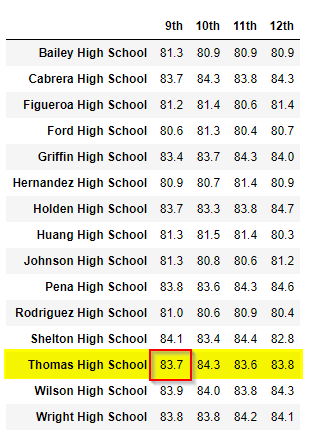 9th 10th 11th 12th
Bailey High School 81.3 80.9 80.9 80.9
Cabrera High School 83.7 84.3 83.8 84.3
Figueroa High School 81.2 81.4 80.6 81.4
Ford High School 80.6 81.3 80.4 80.7
Griffin High School 83.4 83.7 84.3 84.0
Hernandez High School 80.9 80.7 81.4 80.9
Holden High School 83.7 83.3 83.8 84.7
Huang High School 81.3 81.5 81.4 80.3
Johnson High School 81.3 80.8 80.6 81.2
Pena High School 83.8 83.6 84.3 84.6
Rodriguez High School 81.0 80.6 80.9 80.4
Shelton High School 84.1 83.4 84.4 82.8
Thomas High School 83.7 84.3 83.6 83.8
Wilson High School 83.9 84.0 83.8 84.3
Wright High School 83.8 83.8 84.2 84.1